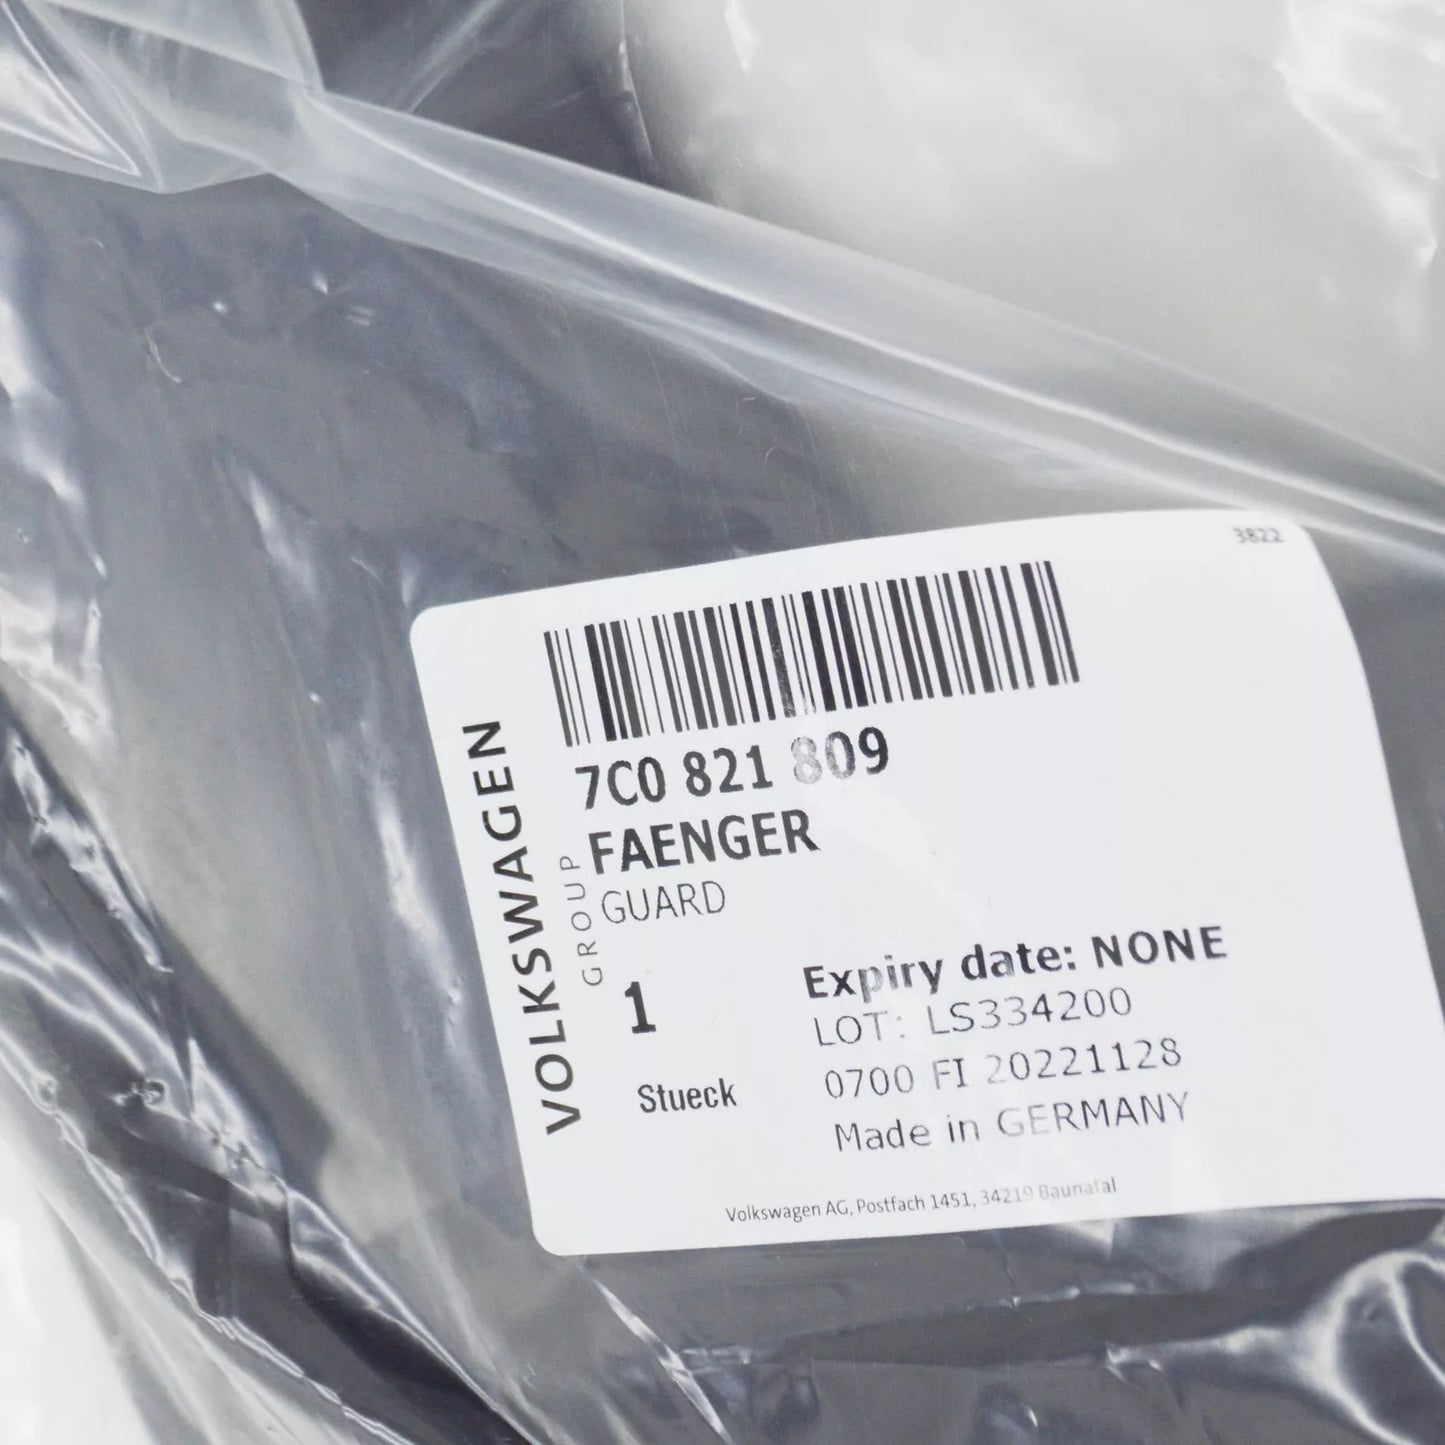 3822
7C0 821 809
FAENGER
GUARD
VOLKSWAGEN
GROUP
1
Stueck
Expiry date: NONE
LOT: LS334200
0700 FI 20221128
Made in GERMANY
Volkswagen AG, Postfach 1451, 34219 Baunatal